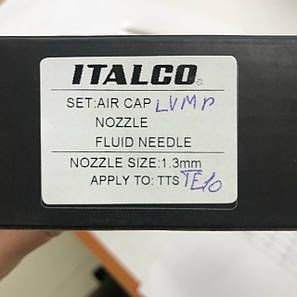 ITALCO
SET:AIR CAP LVMP
NOZZLE
FLUID NEEDLE
NOZZLE SIZE:1.3mm
APPLY TO: TTS TE10